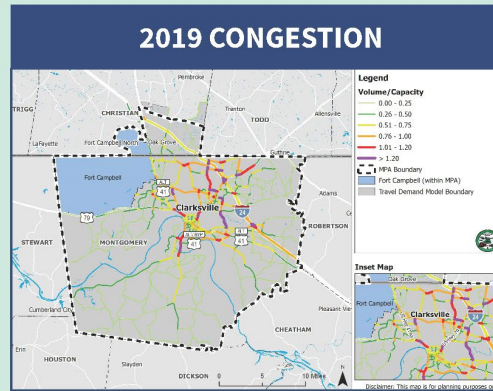 2019 CONGESTION
Pembroke
TRIGG
CHRISTIAN
Trenton
TODO
Allensville
LaFayette
Fort Campbell North
Oak Grove
Guthrie
Fort Campbell
41
Adams
Clarksville
24
79
ROBERTSON
STEWART
MONTGOMERY
41
41
Cumberland City
Pleasant View
CHEATHAM
Erin
HOUSTON
Slayden
DICKSON
0 5 10 Miles
N
Legend
Volume/Capacity
0.00 - 0.25
0.26 - 0.50
0.51 - 0.75
0.76 - 1.00
1.01 - 1.20
> 1.20
MPA Boundary
Fort Campbell (within MPA)
Travel Demand Model Boundary
Inset Map
Oak Grove
Fort Campbell
Clarksville
24
Disclaimer: This map is for planning purposes